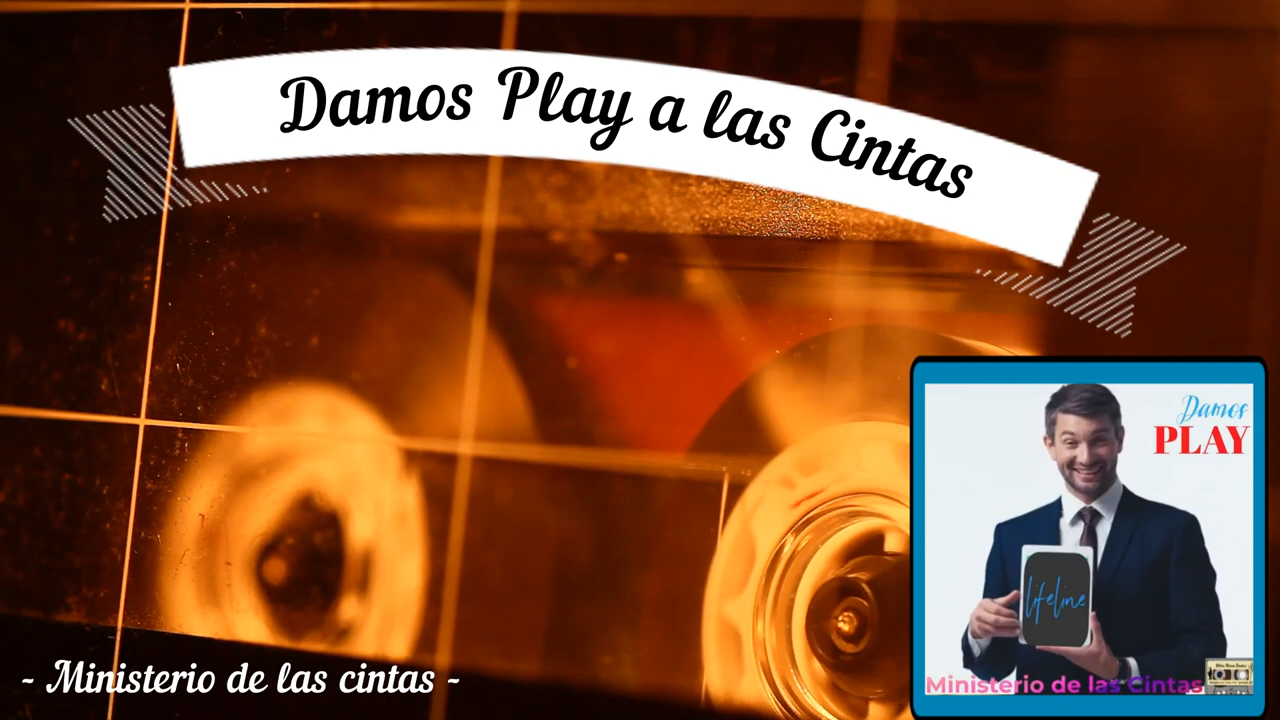 Damos Play a las Cintas
Damos
PLAY
lifeline
Ministerio de las Cintas
~ Ministerio de las cintas ~